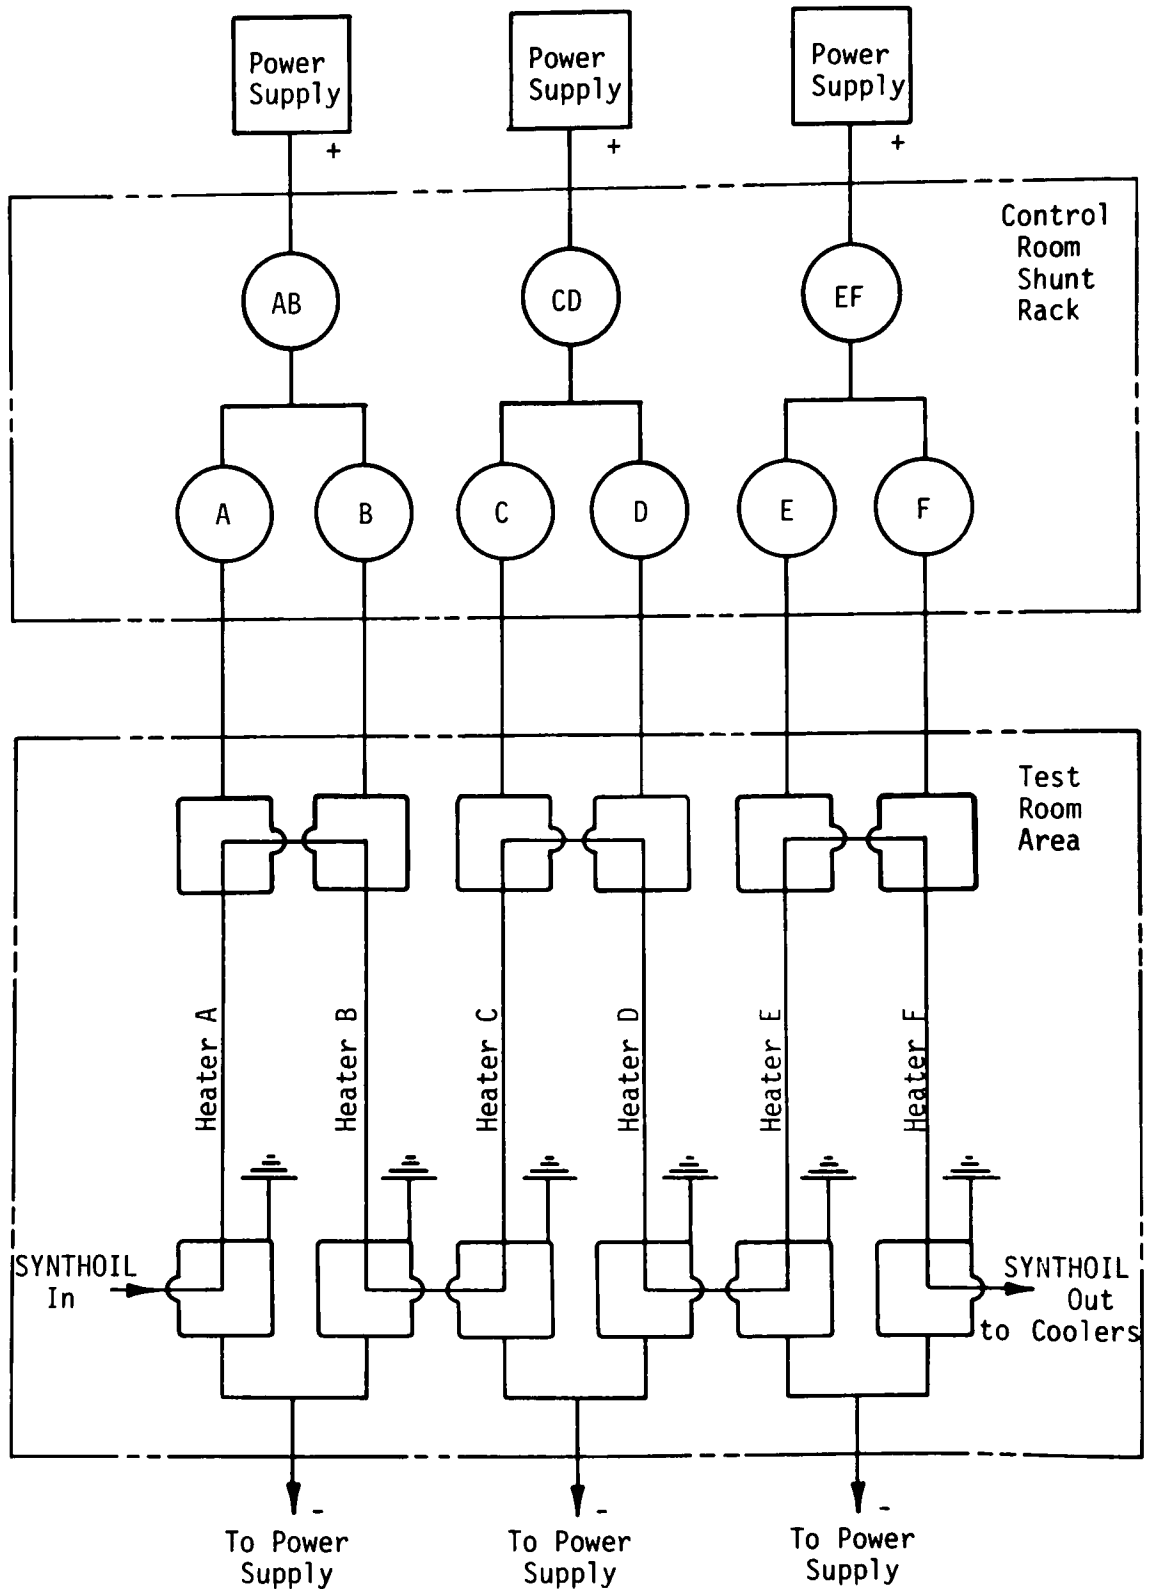 Power
Supply
+
Power
Supply
+
Power
Supply
+
Control
Room
Shunt
Rack
AB
CD
EF
A
B
C
D
E
F
Test
Room
Area
Heater A
Heater B
Heater C
Heater D
Heater E
Heater F
SYNTHOIL
In
SYNTHOIL
Out
to Coolers
-
To Power
Supply
-
To Power
Supply
-
To Power
Supply